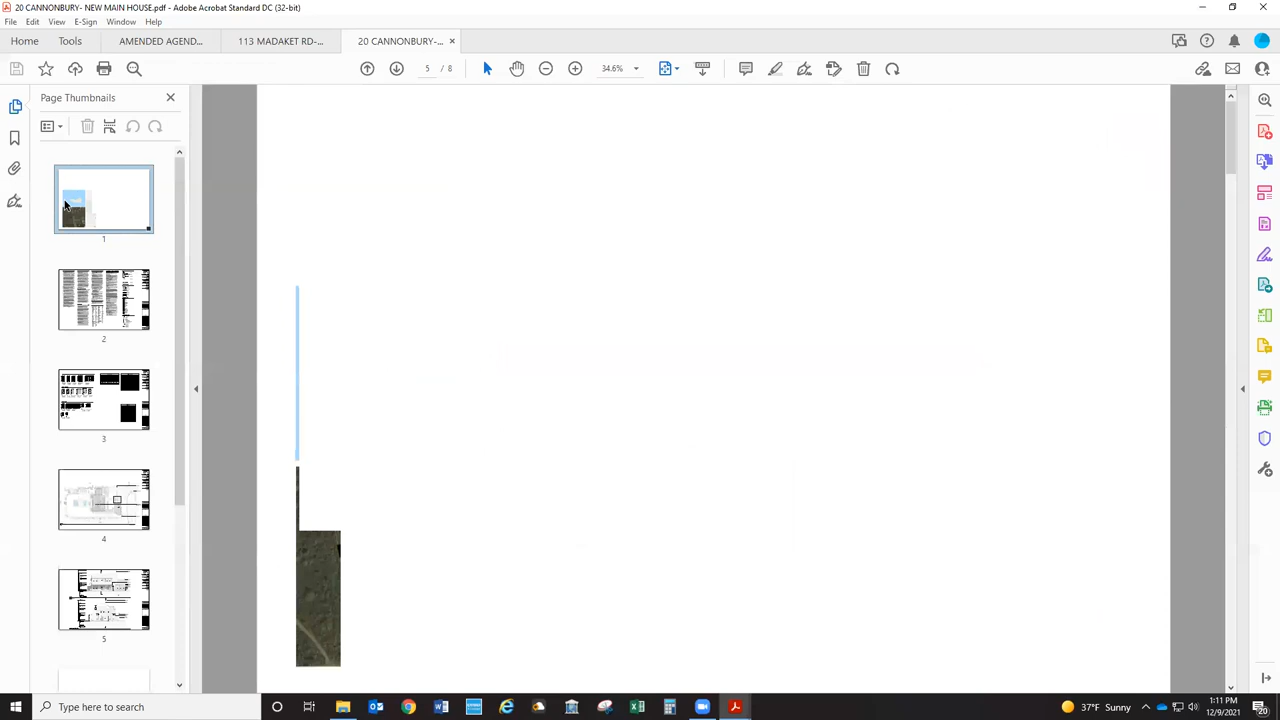 20 CANNONBURY- NEW MAIN HOUSE.pdf - Adobe Acrobat Standard DC (32-bit)
File Edit View E-Sign Window Help
Home Tools AMENDED AGEND... 113 MADAKET RD-... 20 CANNONBURY-... ×
5 / 8 34.6%
Page Thumbnails
1
2
3
4
5
Type here to search
37°F Sunny
1:11 PM
12/9/2021
20